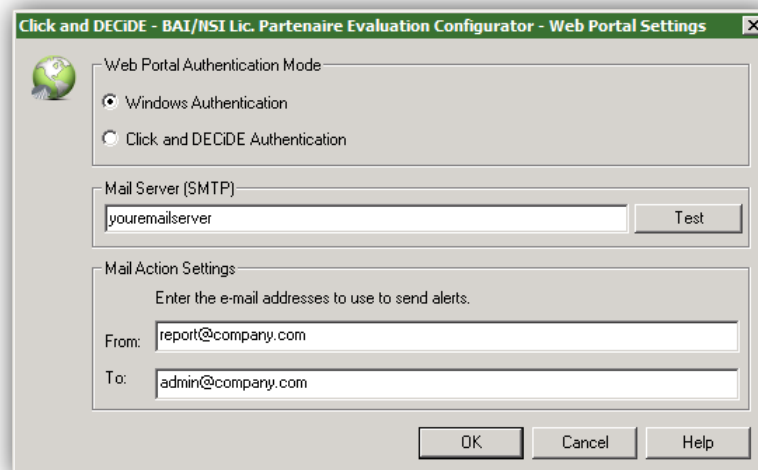 Click and DECiDE - BAI/NSI Lic. Partenaire Evaluation Configurator - Web Portal Settings
Web Portal Authentication Mode
Windows Authentication
Click and DECiDE Authentication
Mail Server (SMTP)
youremailserver
Test
Mail Action Settings
Enter the e-mail addresses to use to send alerts.
From: report@company.com
To: admin@company.com
OK Cancel Help